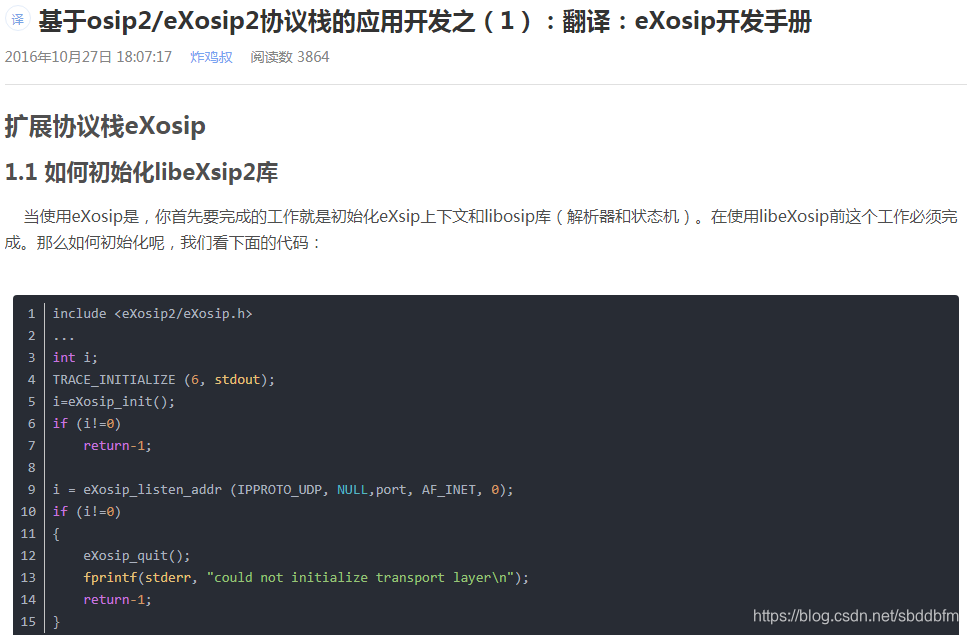 译 基于osip2/eXosip2协议栈的应用开发之（1）：翻译：eXosip开发手册
2016年10月27日 18:07:17 炸鸡叔 阅读数 3864
扩展协议栈eXosip
1.1 如何初始化libeXsip2库
当使用eXosip是，你首先要完成的工作就是初始化eXsip上下文和libosip库（解析器和状态机）。在使用libeXosip前这个工作必须完
成。那么如何初始化呢，我们看下面的代码：
1 include <eXosip2/eXosip.h>
2 ...
3 int i;
4 TRACE_INITIALIZE (6, stdout);
5 i=eXosip_init();
6 if (i!=0)
7 return-1;
8
9 i = eXosip_listen_addr (IPPROTO_UDP, NULL,port, AF_INET, 0);
10 if (i!=0)
11 {
12 eXosip_quit();
13 fprintf(stderr, "could not initialize transport layer\n");
14 return-1;
15 }
https://blog.csdn.net/sbddbfm